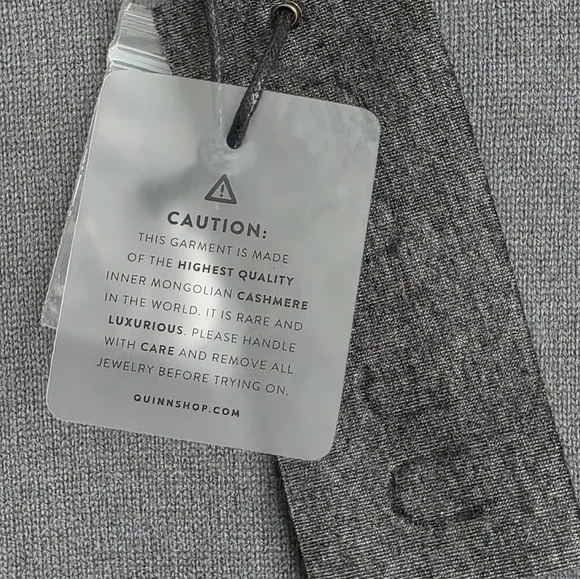 CAUTION:
THIS GARMENT IS MADE
OF THE HIGHEST QUALITY
INNER MONGOLIAN CASHMERE
IN THE WORLD. IT IS RARE AND
LUXURIOUS. PLEASE HANDLE
WITH CARE AND REMOVE ALL
JEWELRY BEFORE TRYING ON.
QUINNSHOP.COM